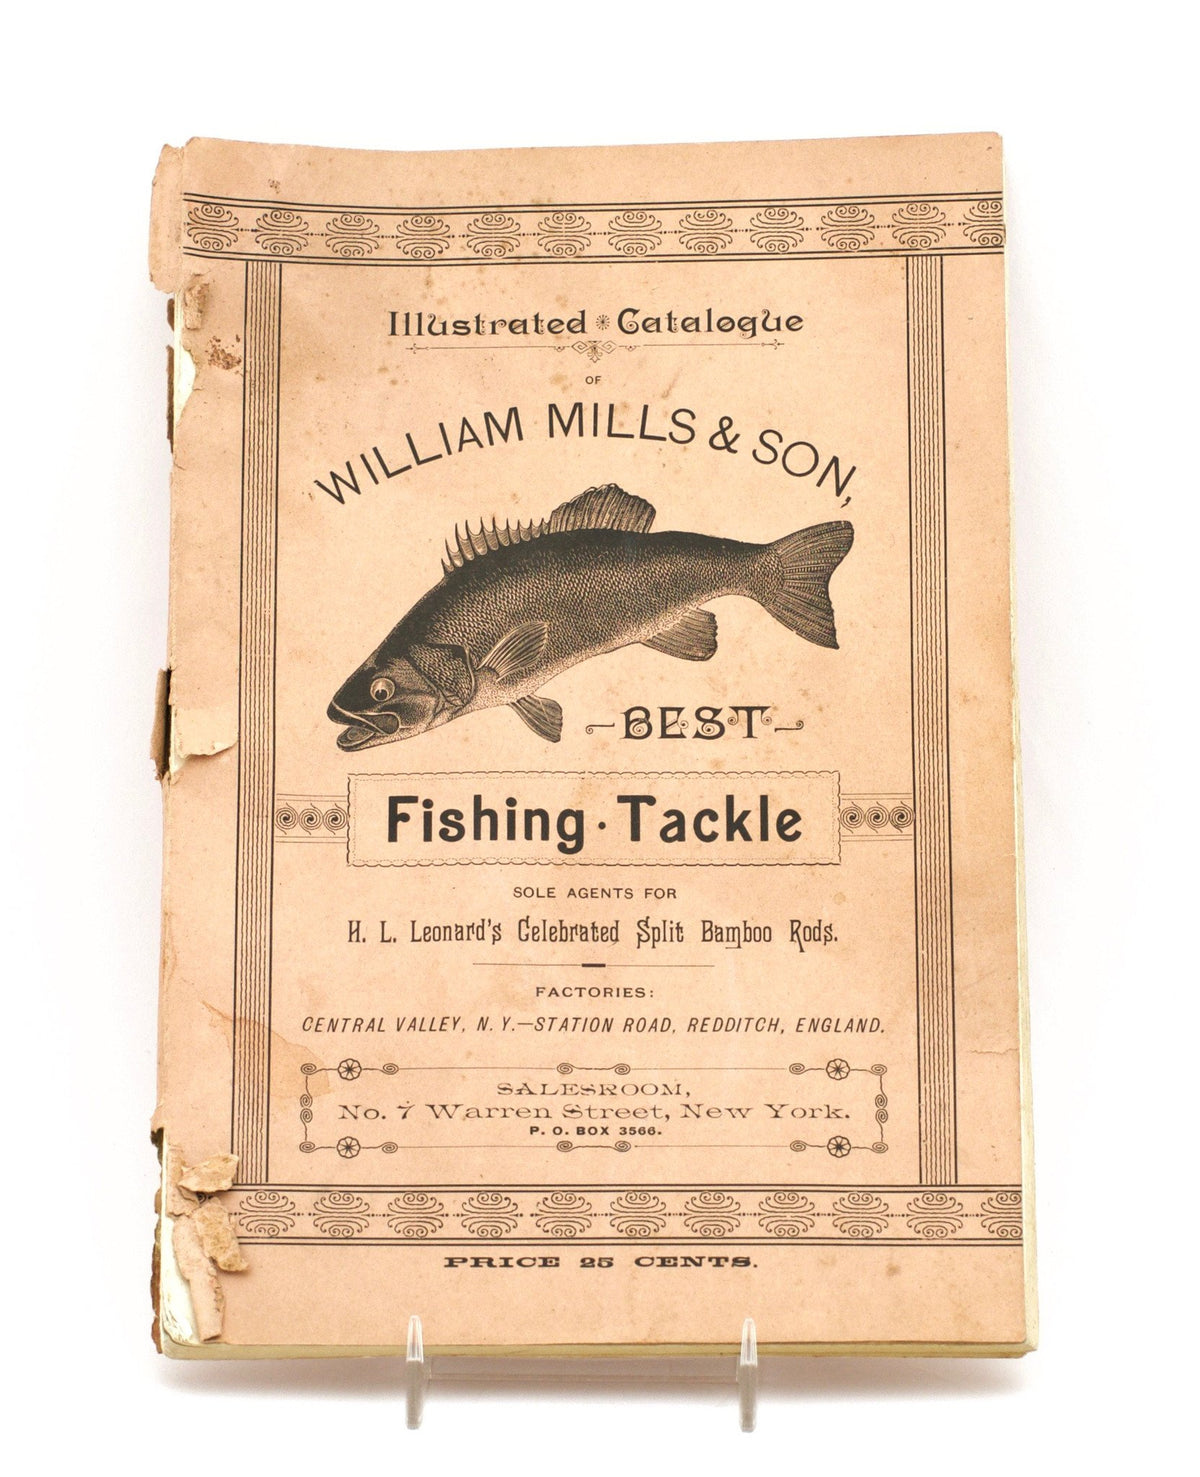 Illustrated Catalogue
OF
WILLIAM MILLS & SON,
BEST
Fishing · Tackle
SOLE AGENTS FOR
H. L. Leonard's Celebrated Split Bamboo Rods.
FACTORIES:
CENTRAL VALLEY, N. Y.—STATION ROAD, REDDITCH, ENGLAND.
SALESROOM,
No. 7 Warren Street, New York.
P. O. BOX 3566.
PRICE 25 CENTS.